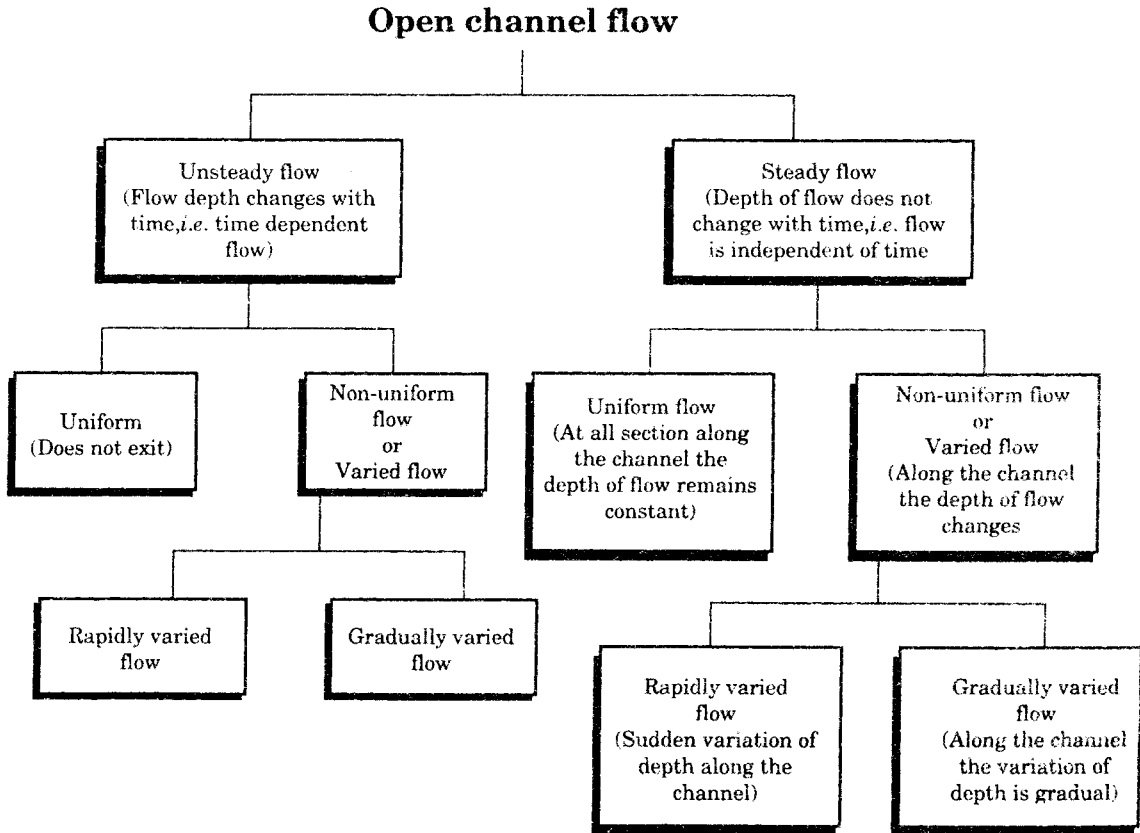 Open channel flow
Unsteady flow
(Flow depth changes with
time,i.e. time dependent
flow)
Steady flow
(Depth of flow does not
change with time,i.e. flow
is independent of time
Uniform
(Does not exit)
Non-uniform
flow
or
Varied flow
Uniform flow
(At all section along
the channel the
depth of flow remains
constant)
Non-uniform flow
or
Varied flow
(Along the channel
the depth of flow
changes
Rapidly varied
flow
Gradually varied
flow
Rapidly varied
flow
(Sudden variation of
depth along the
channel)
Gradually varied
flow
(Along the channel
the variation of
depth is gradual)